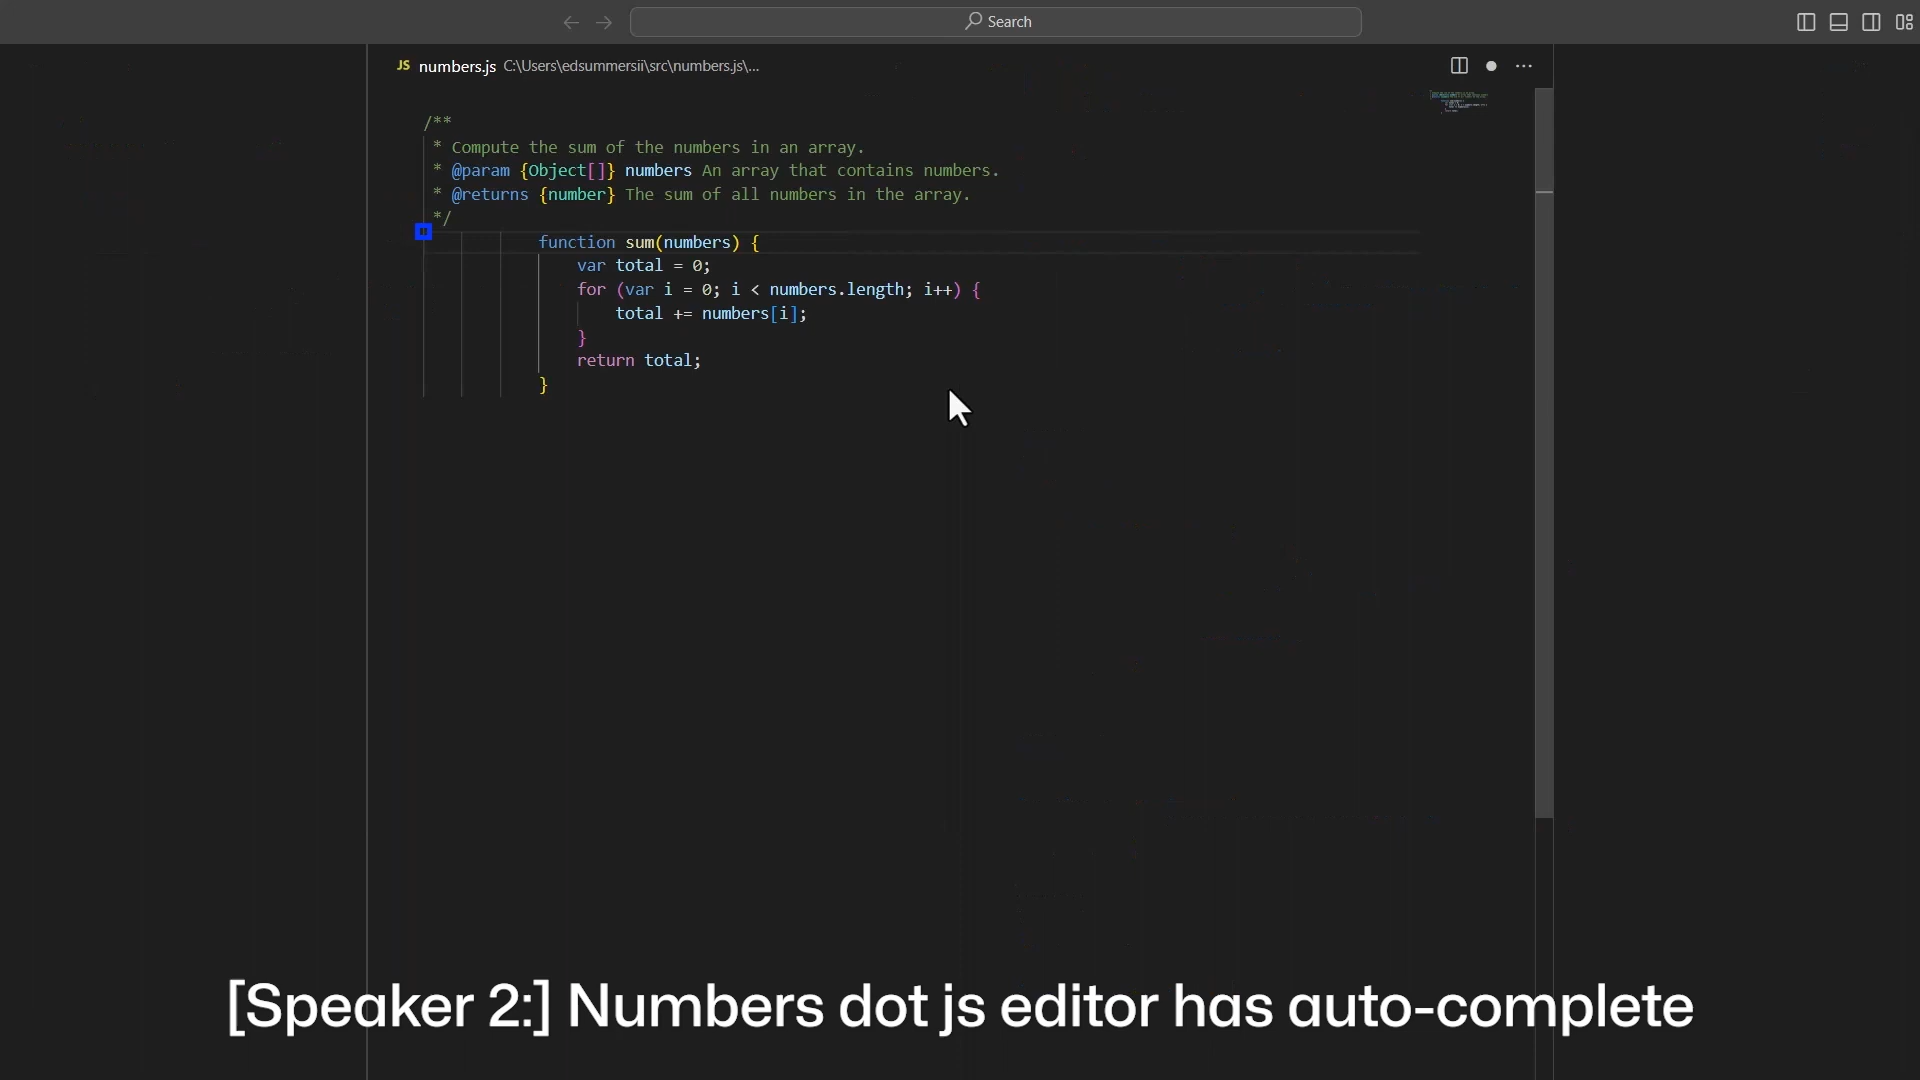 Search
JS numbers.js C:\Users\edsummersii\src\numbers.js\...
/**
* Compute the sum of the numbers in an array.
* @param {Object[]} numbers An array that contains numbers.
* @returns {number} The sum of all numbers in the array.
*/
function sum(numbers) {
var total = 0;
for (var i = 0; i < numbers.length; i++) {
total += numbers[i];
}
return total;
}
[Speaker 2:] Numbers dot js editor has auto-complete